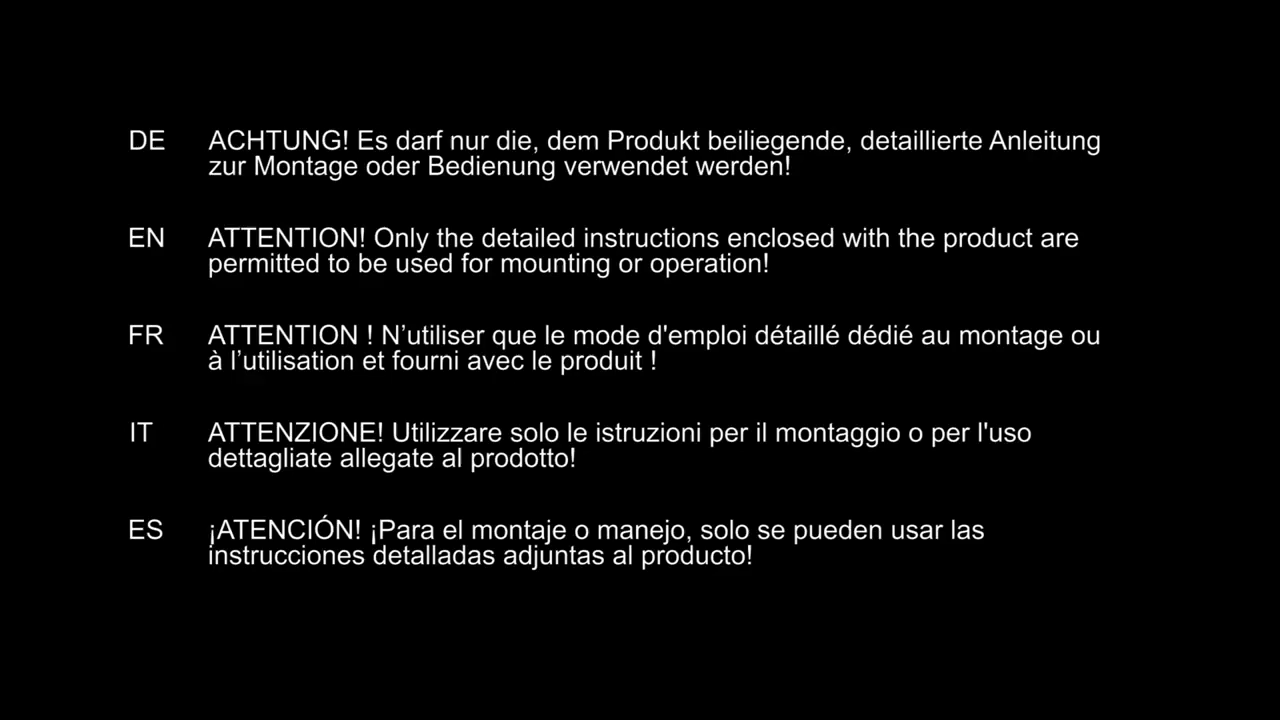 DE ACHTUNG! Es darf nur die, dem Produkt beiliegende, detaillierte Anleitung
zur Montage oder Bedienung verwendet werden!
EN ATTENTION! Only the detailed instructions enclosed with the product are
permitted to be used for mounting or operation!
FR ATTENTION ! N’utiliser que le mode d'emploi détaillé dédié au montage ou
à l’utilisation et fourni avec le produit !
IT ATTENZIONE! Utilizzare solo le istruzioni per il montaggio o per l'uso
dettagliate allegate al prodotto!
ES ¡ATENCIÓN! ¡Para el montaje o manejo, solo se pueden usar las
instrucciones detalladas adjuntas al producto!